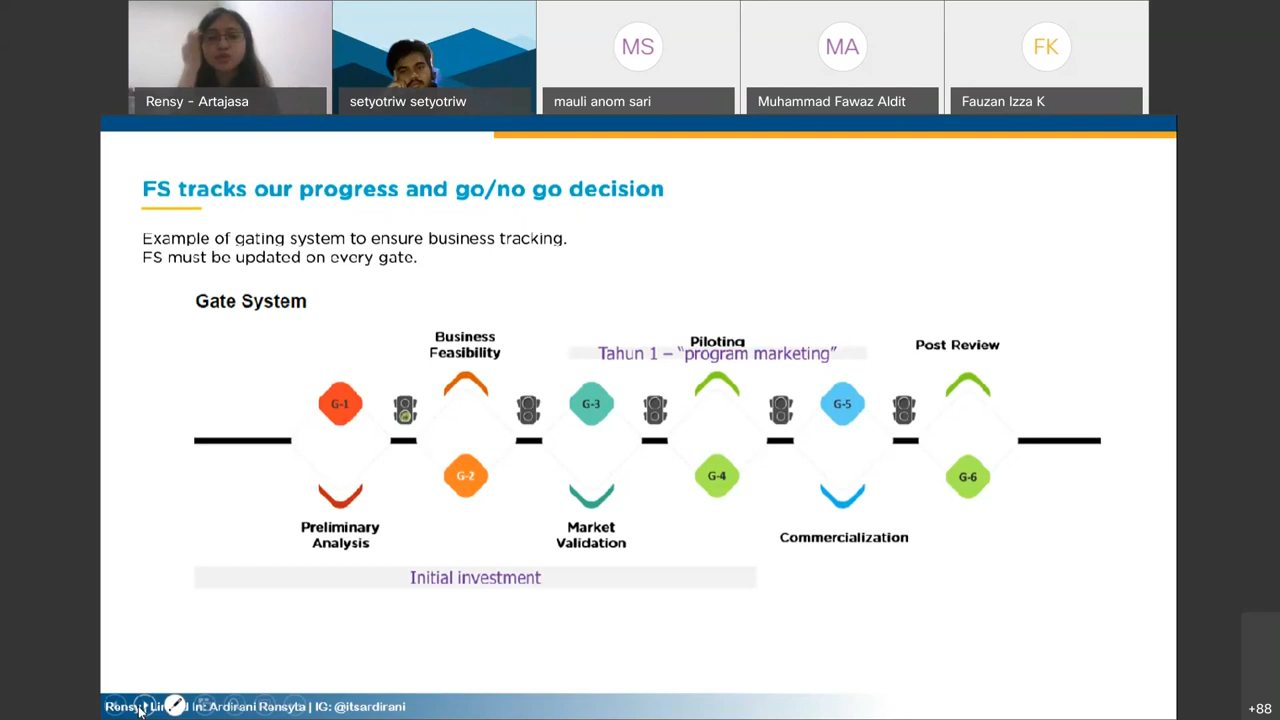 MS
MA
FK
Rensy - Artajasa
setyotriw setyotriw
mauli anom sari
Muhammad Fawaz Aldit
Fauzan Izza K
FS tracks our progress and go/no go decision
Example of gating system to ensure business tracking.
FS must be updated on every gate.
Gate System
Business
Feasibility
Piloting
Tahun 1 – “program marketing”
Post Review
G-1
G-3
G-5
G-2
G-4
G-6
Preliminary
Analysis
Market
Validation
Commercialization
Initial investment
In: Ardirani Ronsyta | IG: @itsardirani
+88